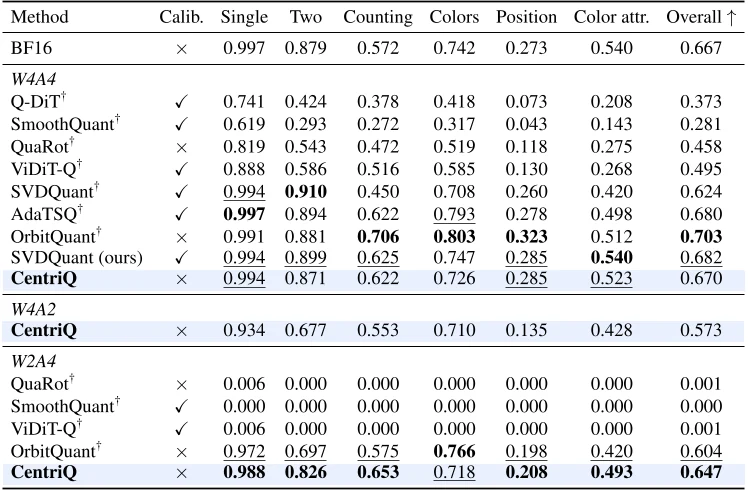 Method Calib. Single Two Counting Colors Position Color attr. Overall ↑
BF16 × 0.997 0.879 0.572 0.742 0.273 0.540 0.667
W4A4
Q-DiT† ✓ 0.741 0.424 0.378 0.418 0.073 0.208 0.373
SmoothQuant† ✓ 0.619 0.293 0.272 0.317 0.043 0.143 0.281
QuaRot† × 0.819 0.543 0.472 0.519 0.118 0.275 0.458
ViDiT-Q† ✓ 0.888 0.586 0.516 0.585 0.130 0.268 0.495
SVDQuant† ✓ 0.994 0.910 0.450 0.708 0.260 0.420 0.624
AdaTSQ† ✓ 0.997 0.894 0.622 0.793 0.278 0.498 0.680
OrbitQuant† × 0.991 0.881 0.706 0.803 0.323 0.512 0.703
SVDQuant (ours) ✓ 0.994 0.899 0.625 0.747 0.285 0.540 0.682
CentriQ × 0.994 0.871 0.622 0.726 0.285 0.523 0.670
W4A2
CentriQ × 0.934 0.677 0.553 0.710 0.135 0.428 0.573
W2A4
QuaRot† × 0.006 0.000 0.000 0.000 0.000 0.000 0.001
SmoothQuant† ✓ 0.000 0.000 0.000 0.000 0.000 0.000 0.000
ViDiT-Q† ✓ 0.006 0.000 0.000 0.000 0.000 0.000 0.001
OrbitQuant† × 0.972 0.697 0.575 0.766 0.198 0.420 0.604
CentriQ × 0.988 0.826 0.653 0.718 0.208 0.493 0.647